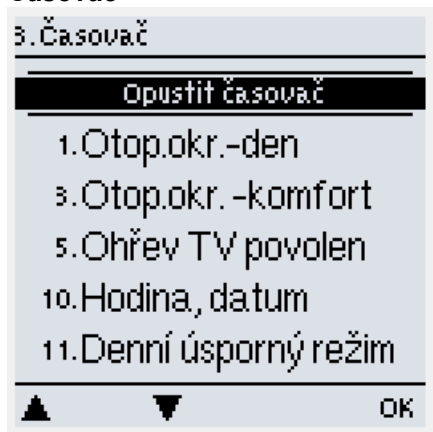 3.Časovač
Opustit časovač
1.Otop.okr.-den
3.Otop.okr. -komfort
5.Ohřev TV povolen
10.Hodina, datum
11.Denní úsporný režim
OK